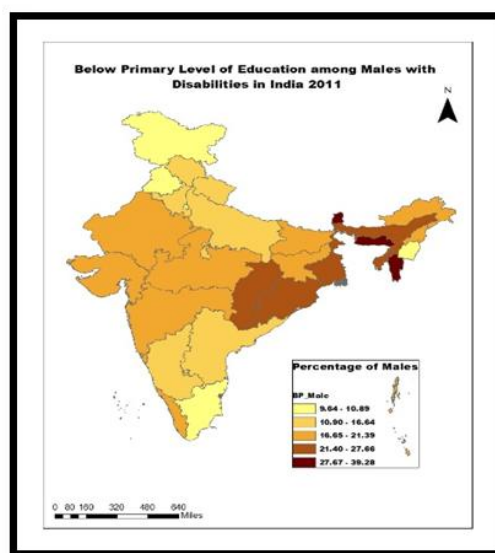 Below Primary Level of Education among Males with
Disabilities in India 2011
N
Percentage of Males
BP_Male
9.64 - 10.89
10.90 - 16.64
16.65 - 21.39
21.40 - 27.66
27.67 - 39.28
0 80 160 320 480 640
Miles